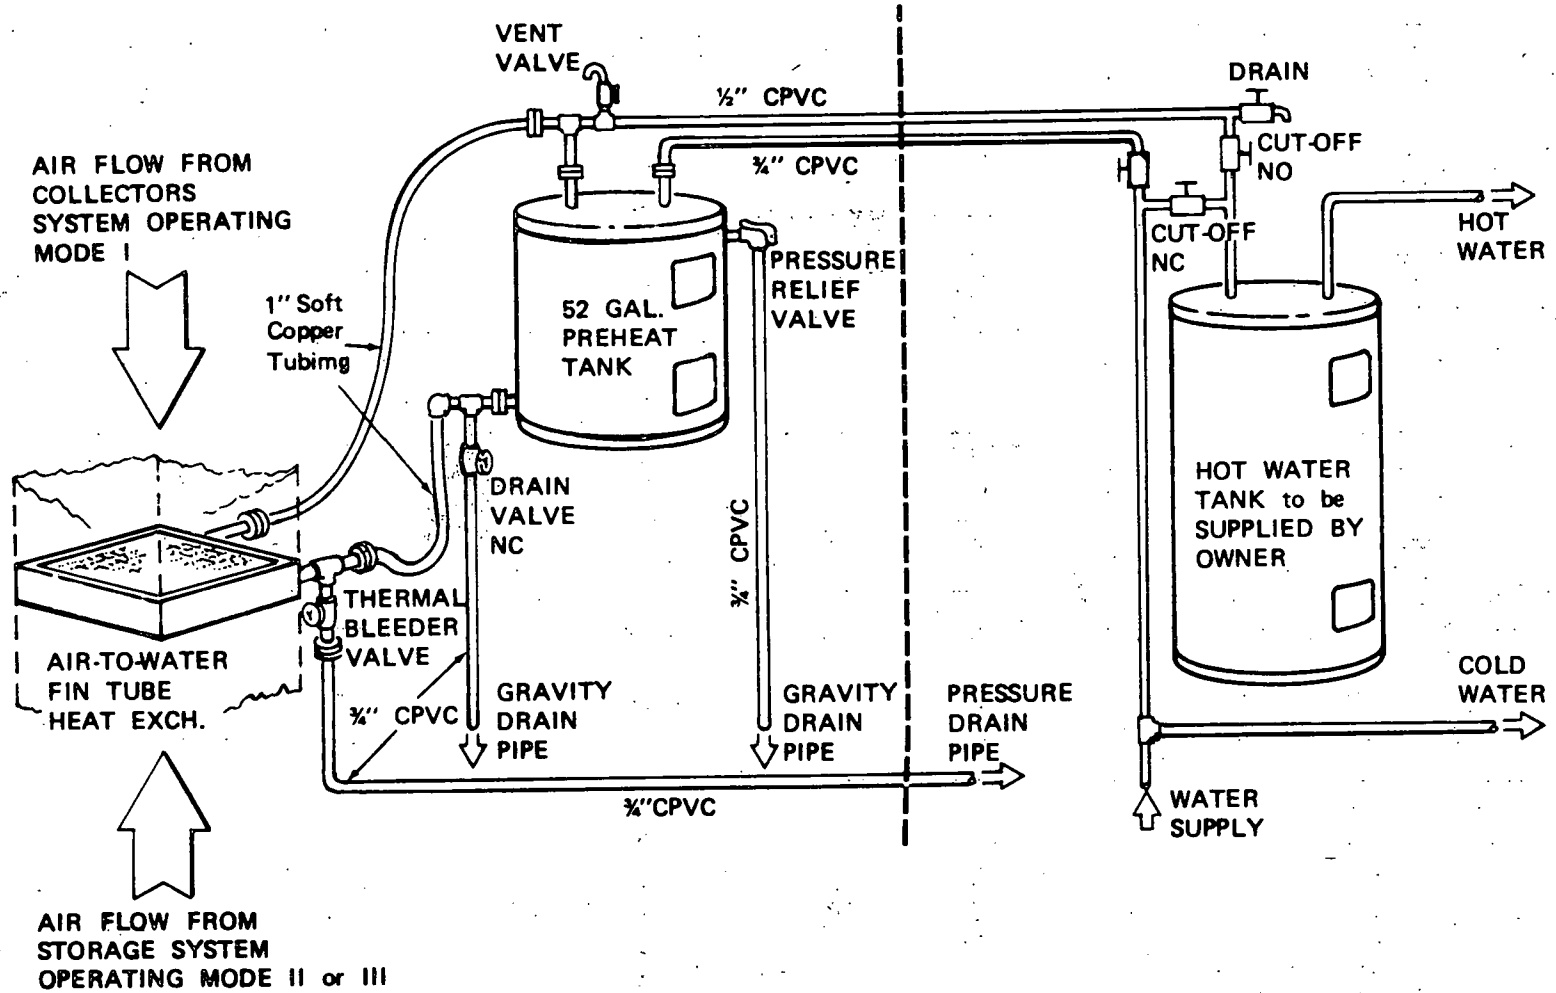 VENT
VALVE
½" CPVC
DRAIN
CUT-OFF
NO
¾" CPVC
AIR FLOW FROM
COLLECTORS
SYSTEM OPERATING
MODE I
HOT
WATER
CUT-OFF
NC
PRESSURE
RELIEF
VALVE
1" Soft
Copper
Tubimg
52 GAL.
PREHEAT
TANK
HOT WATER
TANK to be
SUPPLIED BY
OWNER
DRAIN
VALVE
NC
¾" CPVC
THERMAL
BLEEDER
VALVE
AIR-TO-WATER
FIN TUBE
HEAT EXCH.
¾" CPVC
GRAVITY
DRAIN
PIPE
GRAVITY
DRAIN
PIPE
PRESSURE
DRAIN
PIPE
COLD
WATER
¾" CPVC
WATER
SUPPLY
AIR FLOW FROM
STORAGE SYSTEM
OPERATING MODE II or III